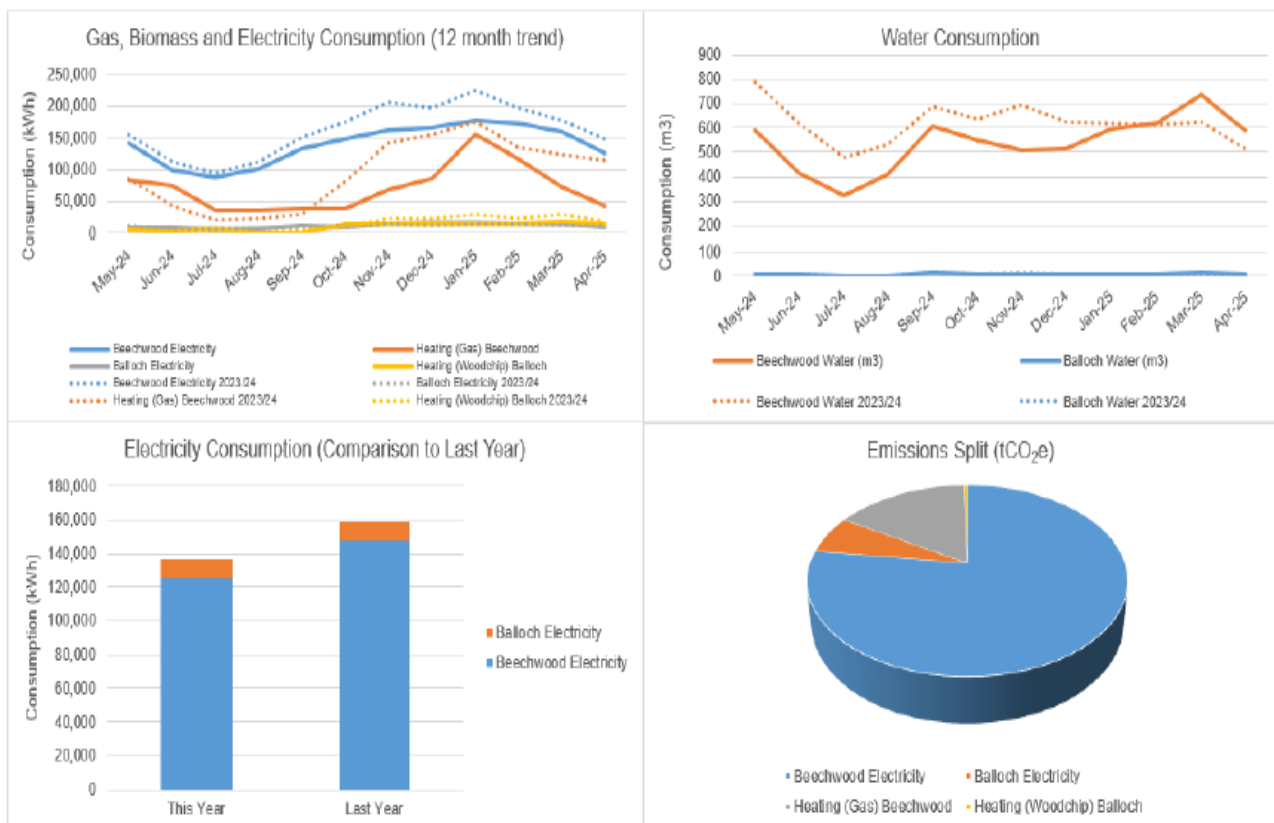 Gas, Biomass and Electricity Consumption (12 month trend)
Consumption (kWh)
250,000
200,000
150,000
100,000
50,000
0
May-24
Jun-24
Jul-24
Aug-24
Sep-24
Oct-24
Nov-24
Dec-24
Jan-25
Feb-25
Mar-25
Apr-25
Beechwood Electricity
Heating (Gas) Beechwood
Balloch Electricity
Heating (Woodchip) Balloch
Beechwood Electricity 2023/24
Balloch Electricity 2023/24
Heating (Gas) Beechwood 2023/24
Heating (Woodchip) Balloch 2023/24
Water Consumption
Consumption (m3)
900
800
700
600
500
400
300
200
100
0
May-24
Jun-24
Jul-24
Aug-24
Sep-24
Oct-24
Nov-24
Dec-24
Jan-25
Feb-25
Mar-25
Apr-25
Beechwood Water (m3)
Balloch Water (m3)
Beechwood Water 2023/24
Balloch Water 2023/24
Electricity Consumption (Comparison to Last Year)
Consumption (kWh)
180,000
160,000
140,000
120,000
100,000
80,000
60,000
40,000
20,000
0
This Year
Last Year
Balloch Electricity
Beechwood Electricity
Emissions Split (tCO₂e)
Beechwood Electricity
Balloch Electricity
Heating (Gas) Beechwood
Heating (Woodchip) Balloch